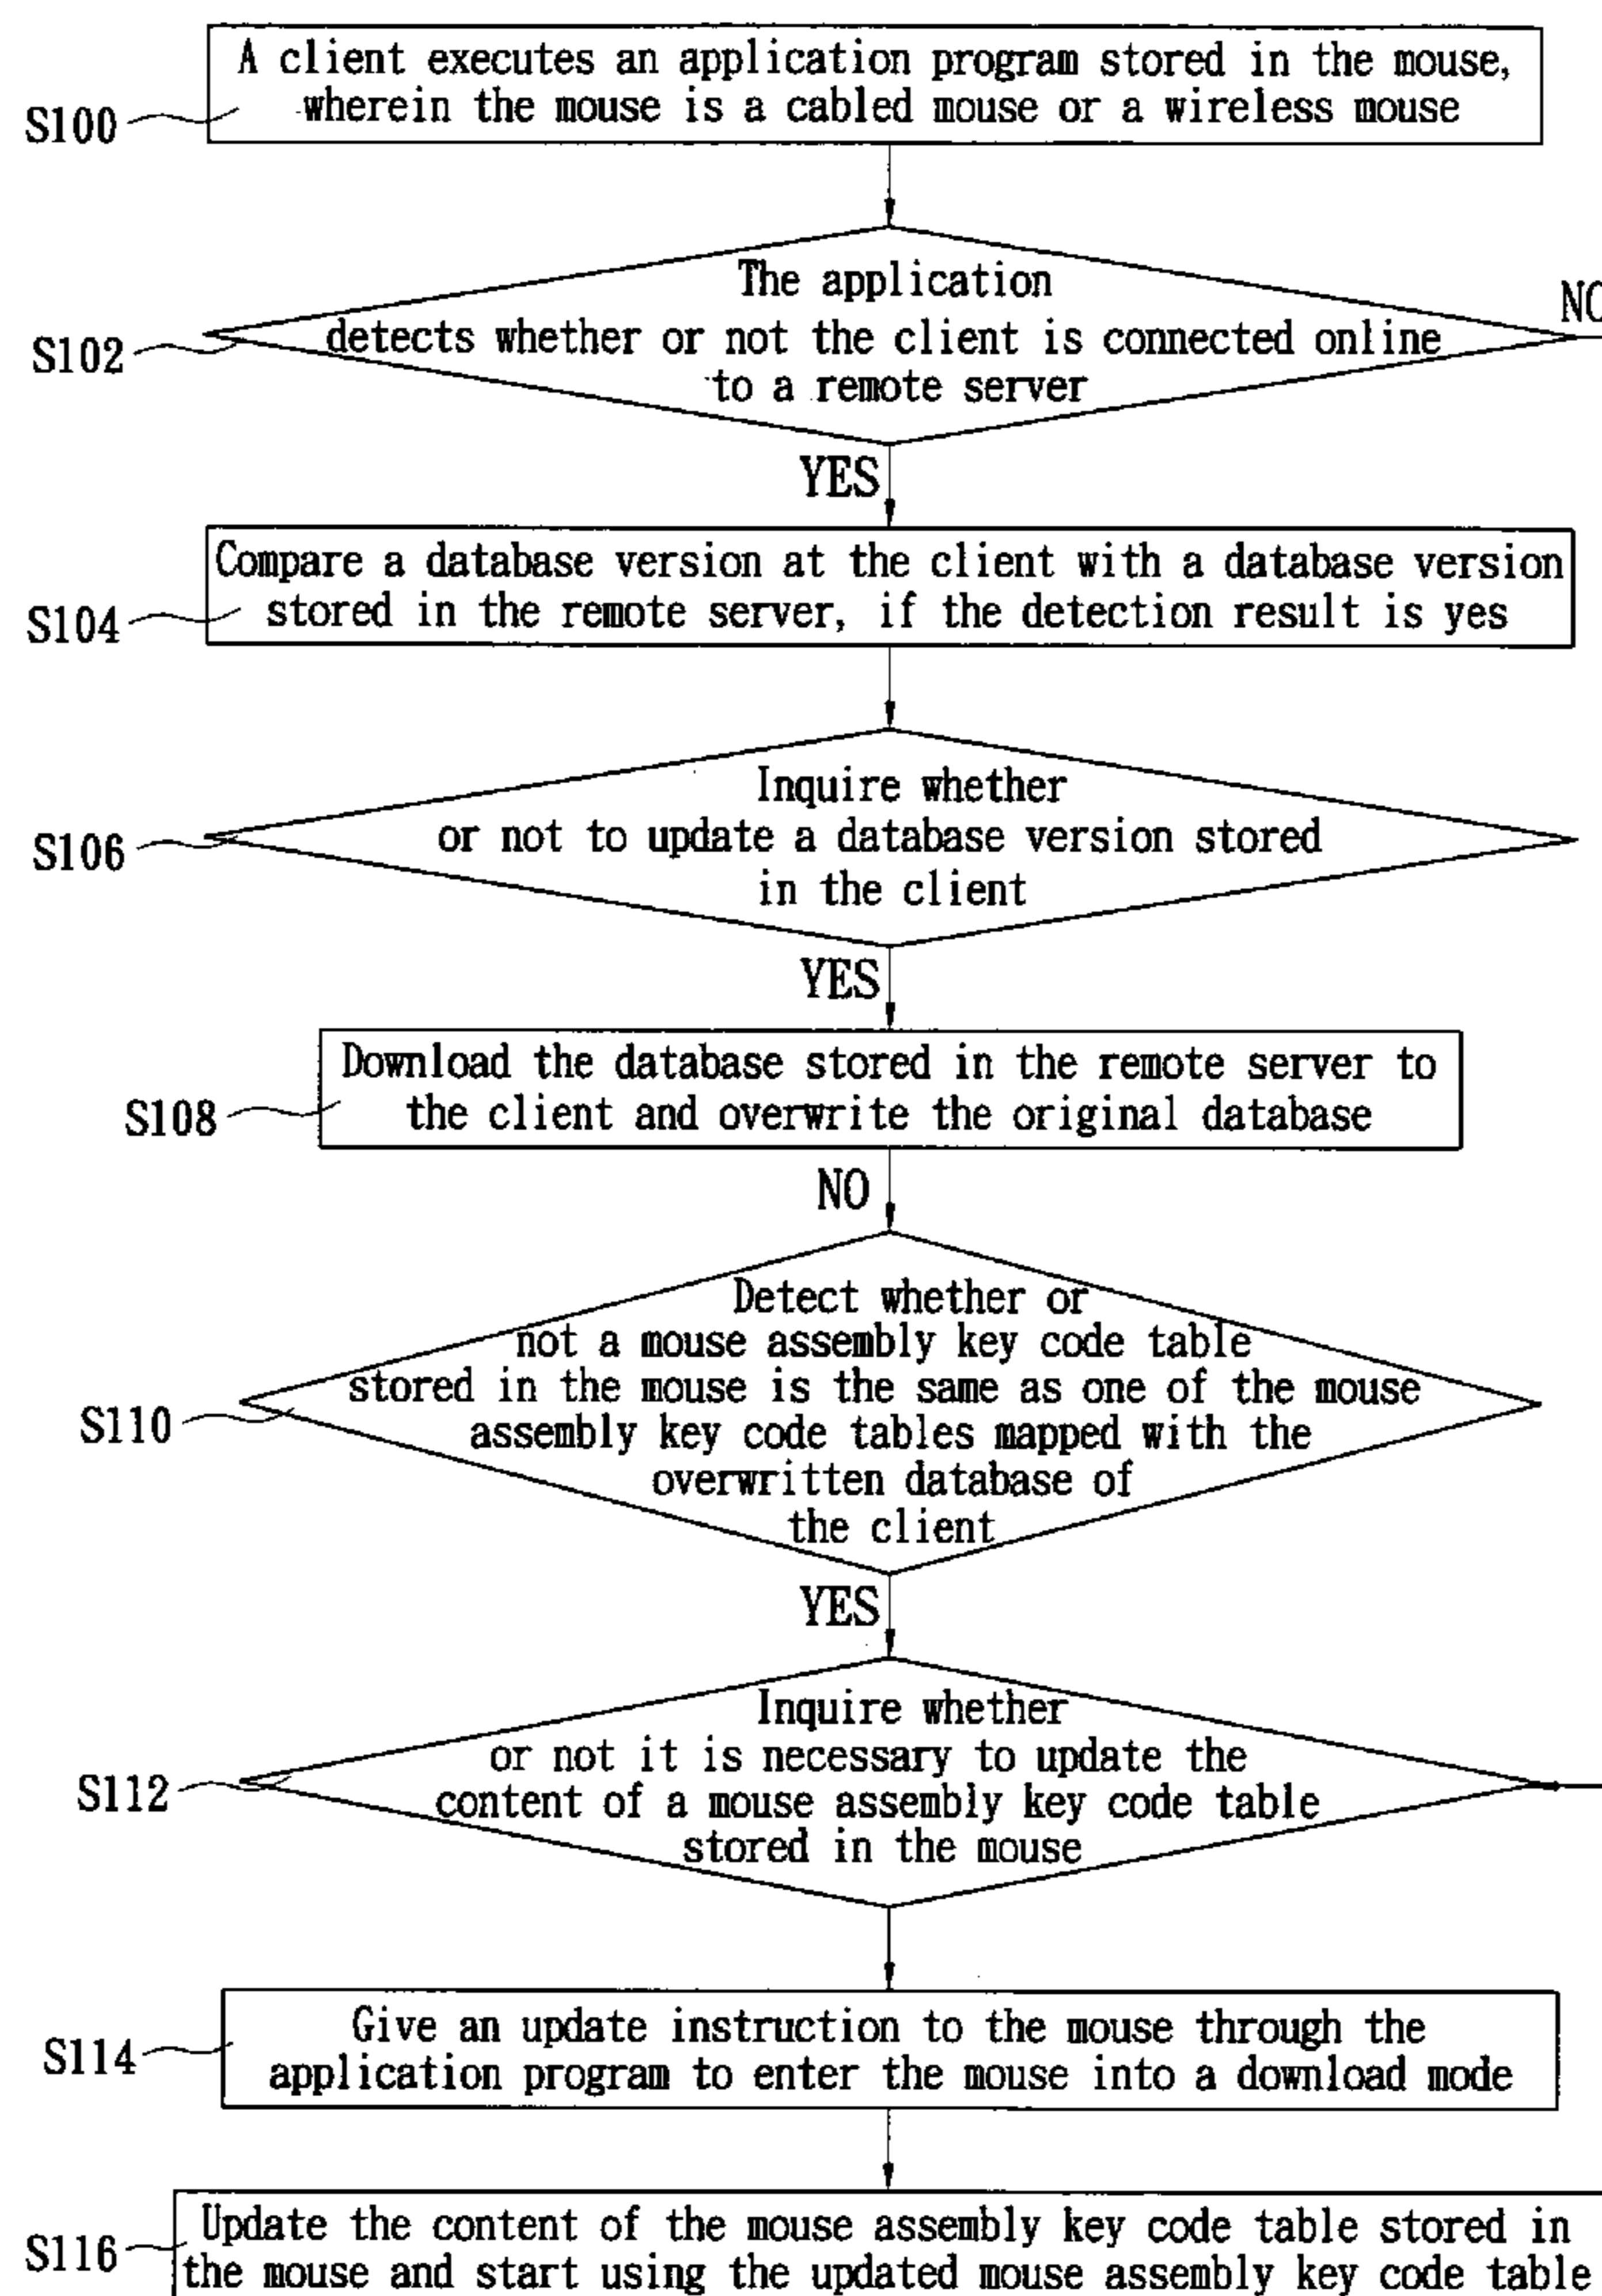 A client executes an application program stored in the mouse,
wherein the mouse is a cabled mouse or a wireless mouse
S100
The application
detects whether or not the client is connected online
to a remote server
S102
NO
YES
Compare a database version at the client with a database version
stored in the remote server, if the detection result is yes
S104
Inquire whether
or not to update a database version stored
in the client
S106
YES
Download the database stored in the remote server to
the client and overwrite the original database
S108
NO
Detect whether or
not a mouse assembly key code table
stored in the mouse is the same as one of the mouse
assembly key code tables mapped with the
overwritten database of
the client
S110
YES
Inquire whether
or not it is necessary to update the
content of a mouse assembly key code table
stored in the mouse
S112
Give an update instruction to the mouse through the
application program to enter the mouse into a download mode
S114
Update the content of the mouse assembly key code table stored in
the mouse and start using the updated mouse assembly key code table
S116